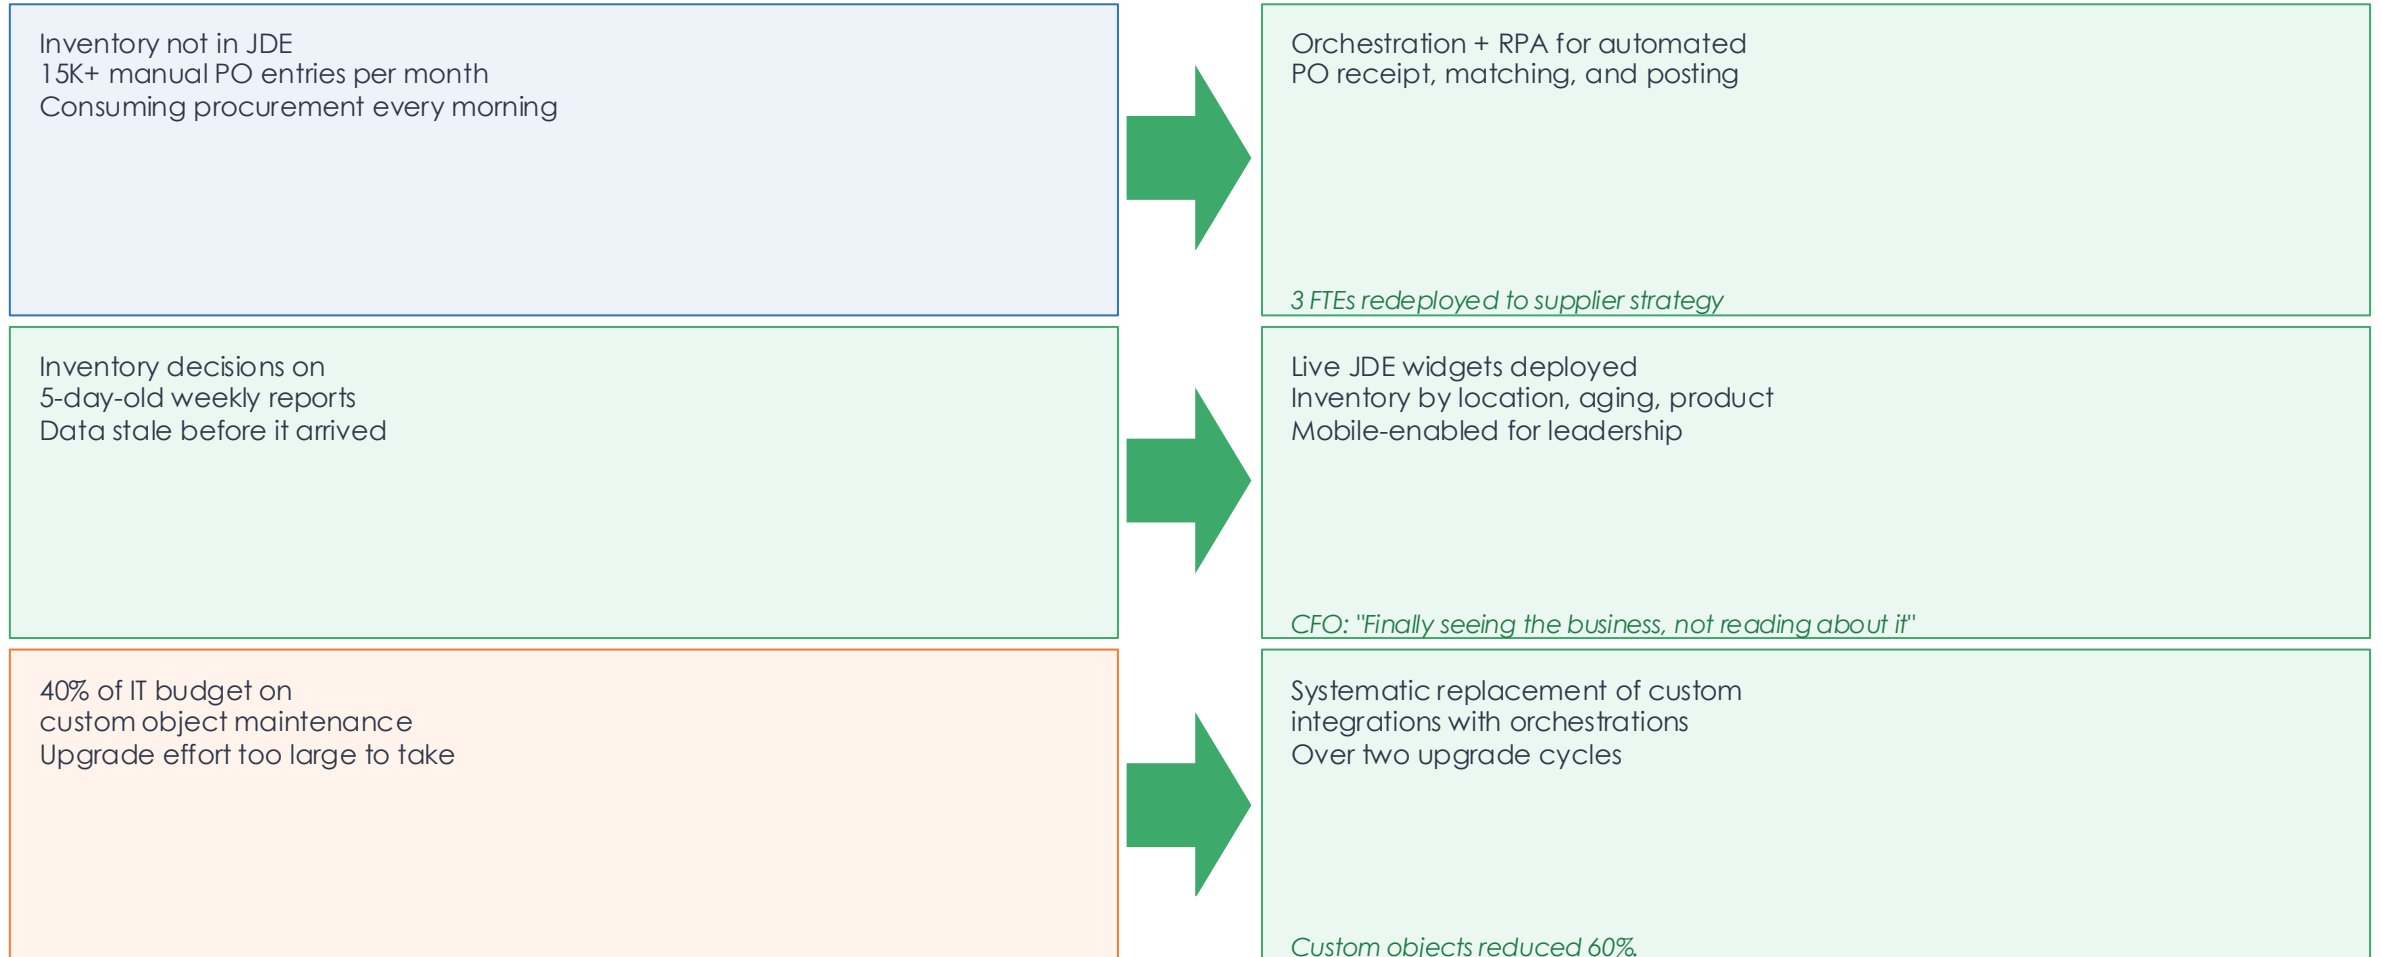 Inventory not in JDE
15K+ manual PO entries per month
Consuming procurement every morning
Orchestration + RPA for automated
PO receipt, matching, and posting
3 FTEs redeployed to supplier strategy
Inventory decisions on
5-day-old weekly reports
Data stale before it arrived
Live JDE widgets deployed
Inventory by location, aging, product
Mobile-enabled for leadership
CFO: "Finally seeing the business, not reading about it"
40% of IT budget on
custom object maintenance
Upgrade effort too large to take
Systematic replacement of custom
integrations with orchestrations
Over two upgrade cycles
Custom objects reduced 60%.